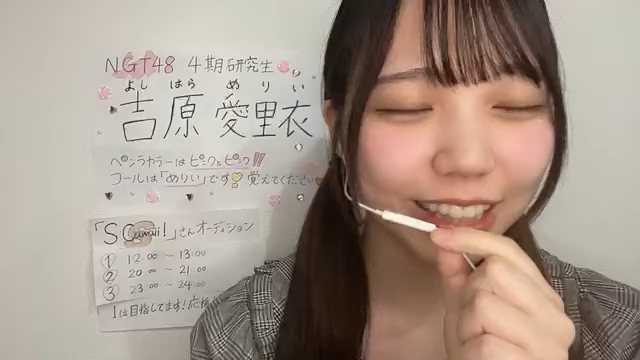 NGT48 4期研究生
よし はら め り い
吉原 愛里衣
ペンラカラーはピンクとピンク!!
コールは「めりい」です 覚えてください
「S Cawaii!」さんオーディション
① 12:00 〜 13:00
② 20:00 〜 21:00
③ 23:00 〜 24:00
1位目指してます!応援